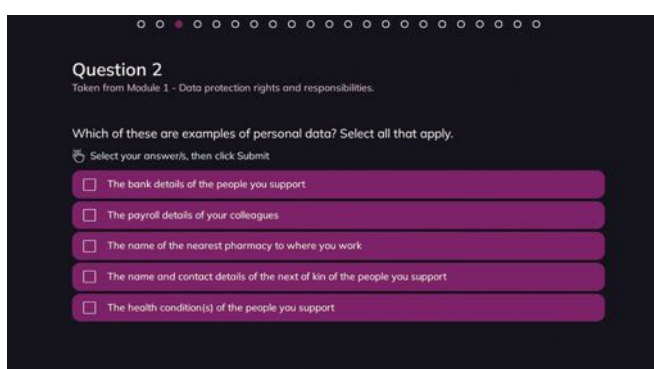 Question 2
Taken from Module 1 - Data protection rights and responsibilities.
Which of these are examples of personal data? Select all that apply.
Select your answer/s, then click Submit
The bank details of the people you support
The payroll details of your colleagues
The name of the nearest pharmacy to where you work
The name and contact details of the next of kin of the people you support
The health condition(s) of the people you support